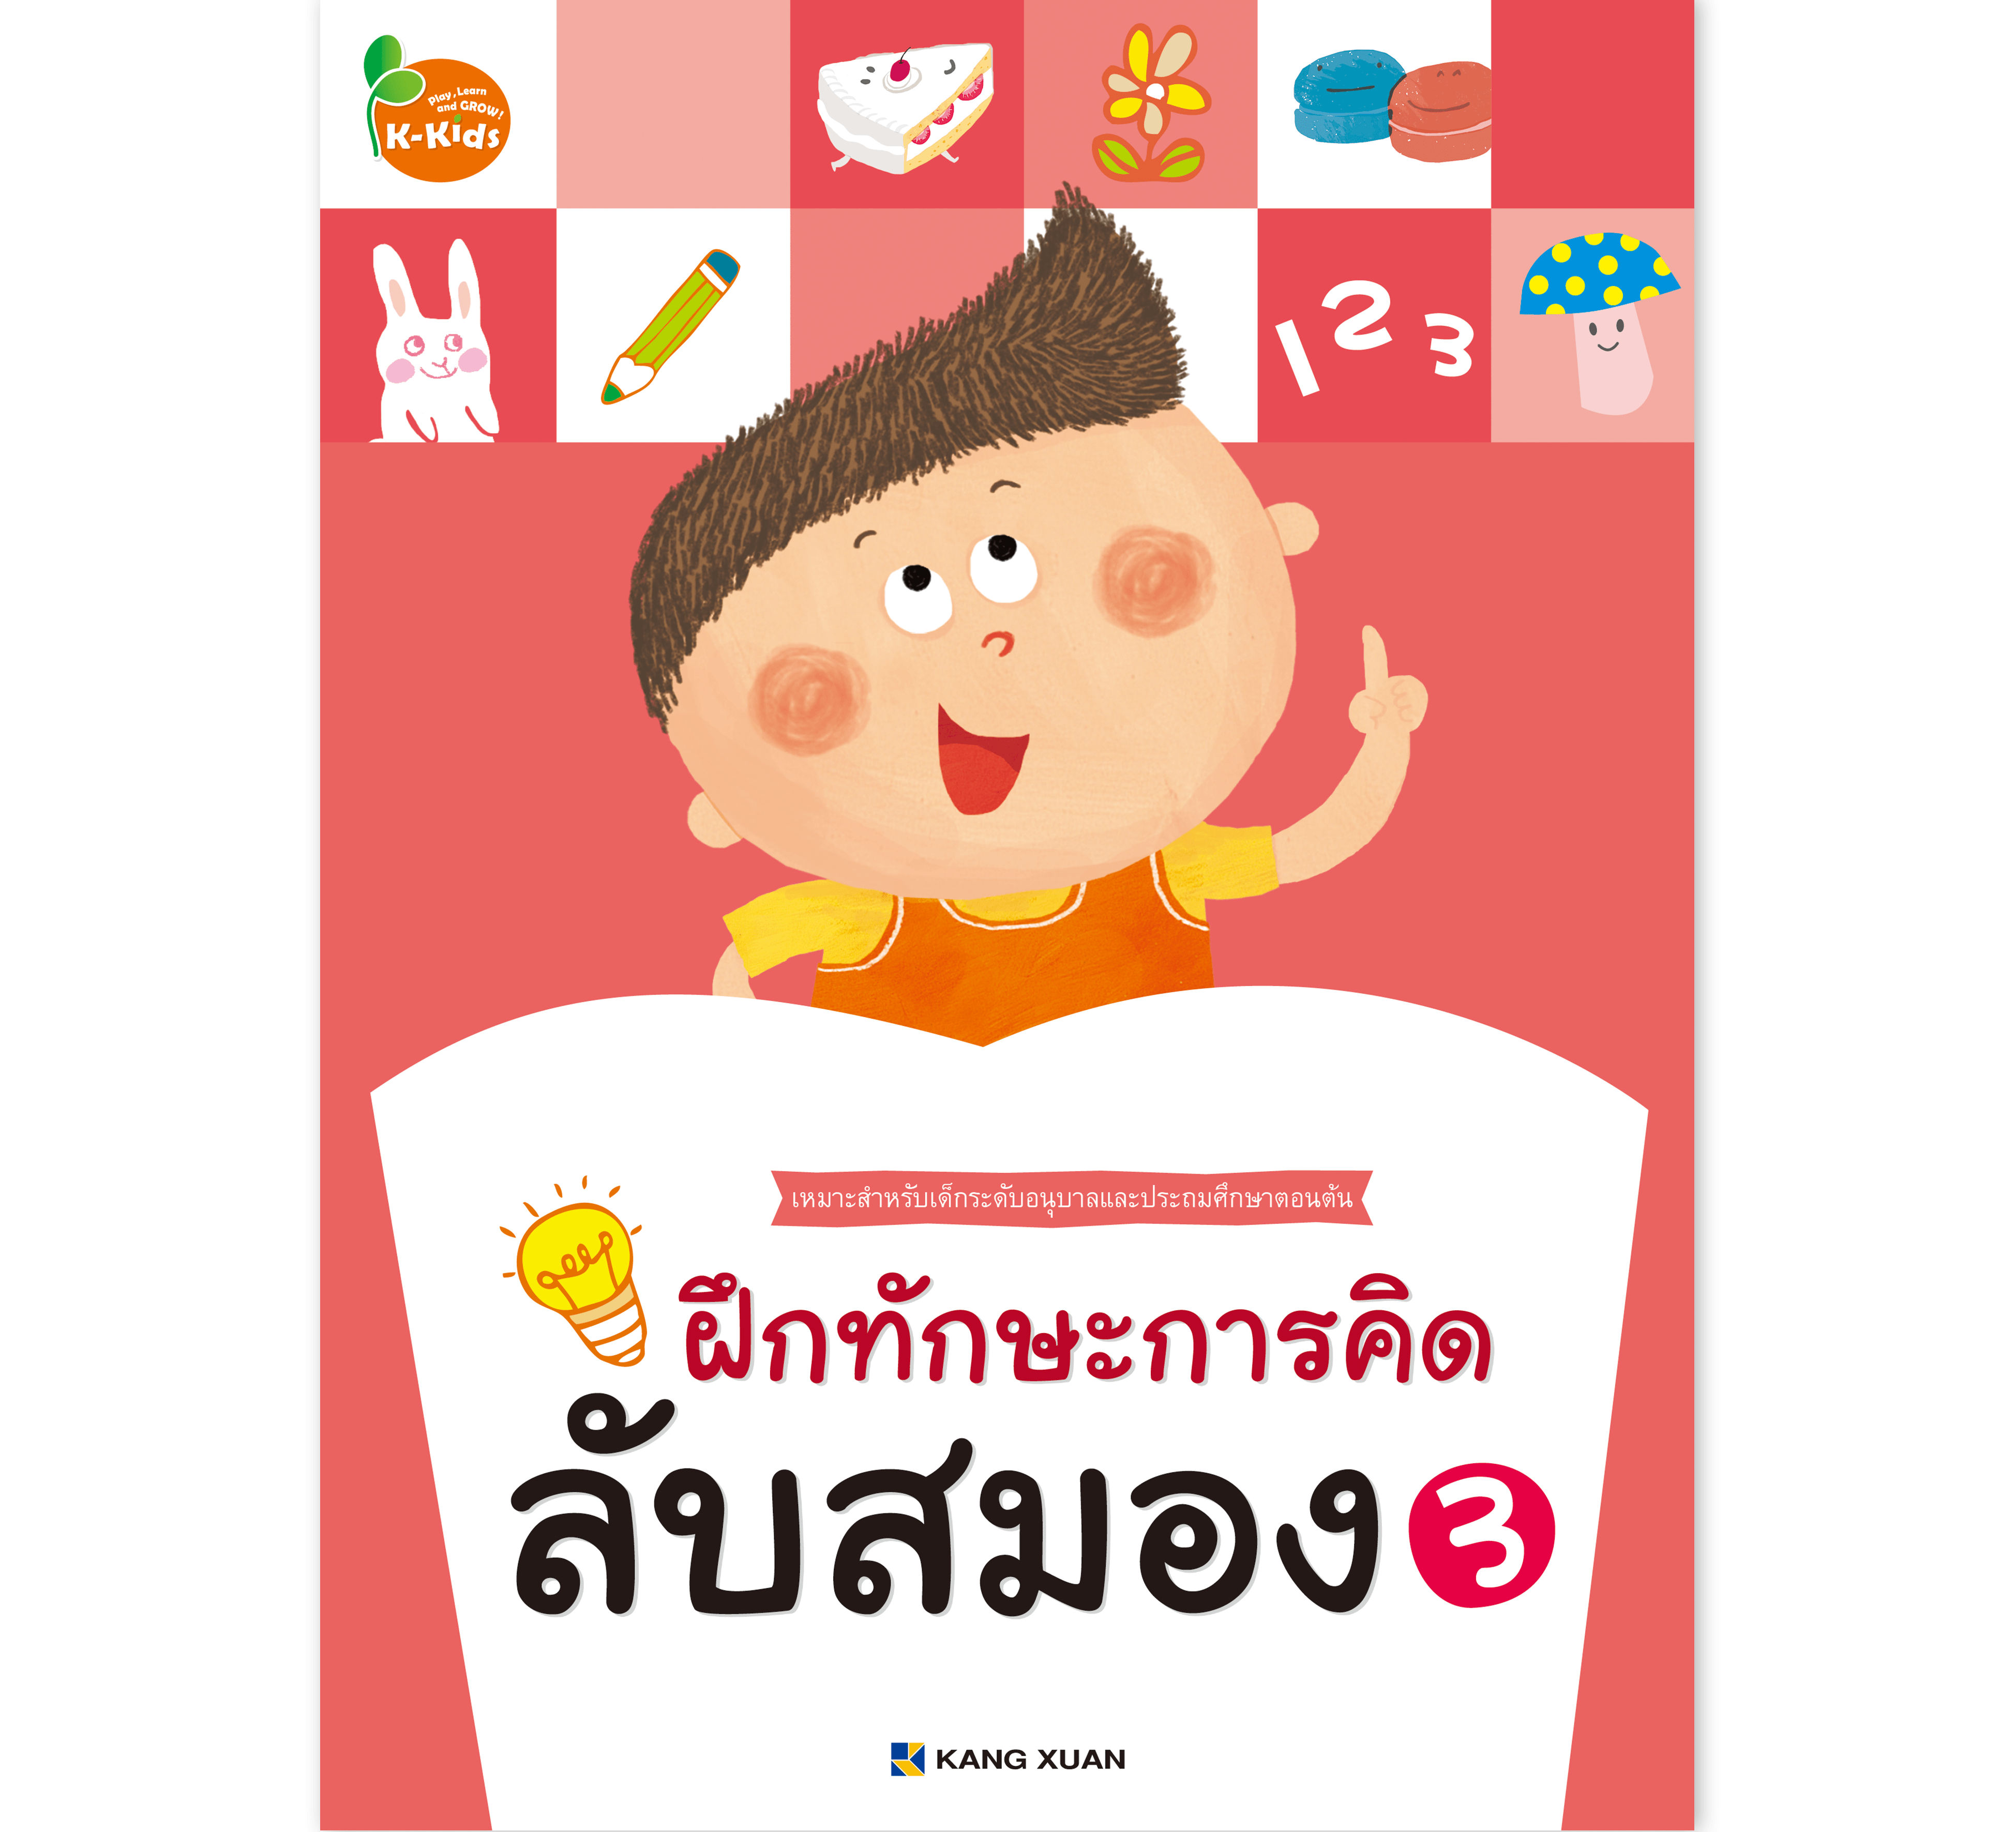 Play, Learn
and GROW!
K-Kids
1 2 3
เหมาะสำหรับเด็กระดับอนุบาลและประถมศึกษาตอนต้น
ฝึกทักษะการคิด
ลับสมอง 3
KANG XUAN